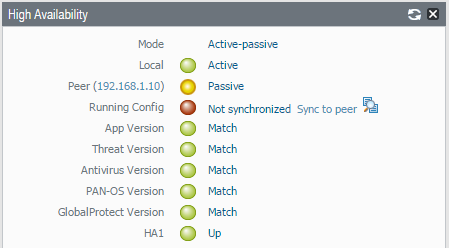 High Availability
Mode Active-passive
Local Active
Peer (192.168.1.10) Passive
Running Config Not synchronized Sync to peer
App Version Match
Threat Version Match
Antivirus Version Match
PAN-OS Version Match
GlobalProtect Version Match
HA1 Up